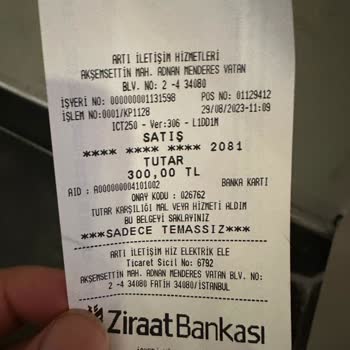 ARTI İLETİŞİM HİZMETLERİ
AKŞEMSETTİN MAH. ADNAN MENDERES VATAN
BLV. NO: 2 -4 34080
İŞYERİ NO: 000000001131598 POS NO: 01129412
İŞLEM NO:0001/KP1128 29/08/2023-11:09
ICT250 - Ver:306 - L1DD1M
SATIŞ
**** **** **** 2081
TUTAR
300,00 TL
AID : A000000004101002 BANKA KARTI
ONAY KODU : 026762
TUTAR KARŞILIĞI MAL VEYA HİZMETİ ALDIM
BU BELGEYİ SAKLAYINIZ
***SADECE TEMASSIZ***
ARTI İLETİŞİM HIZ ELEKTRİK ELE
Ticaret Sicil No: 6792
AKŞEMSETTİN MAH. ADNAN MENDERES VATAN BLV. NO:
2 -4 34080 FATİH 34080/İSTANBUL
Ziraat Bankası